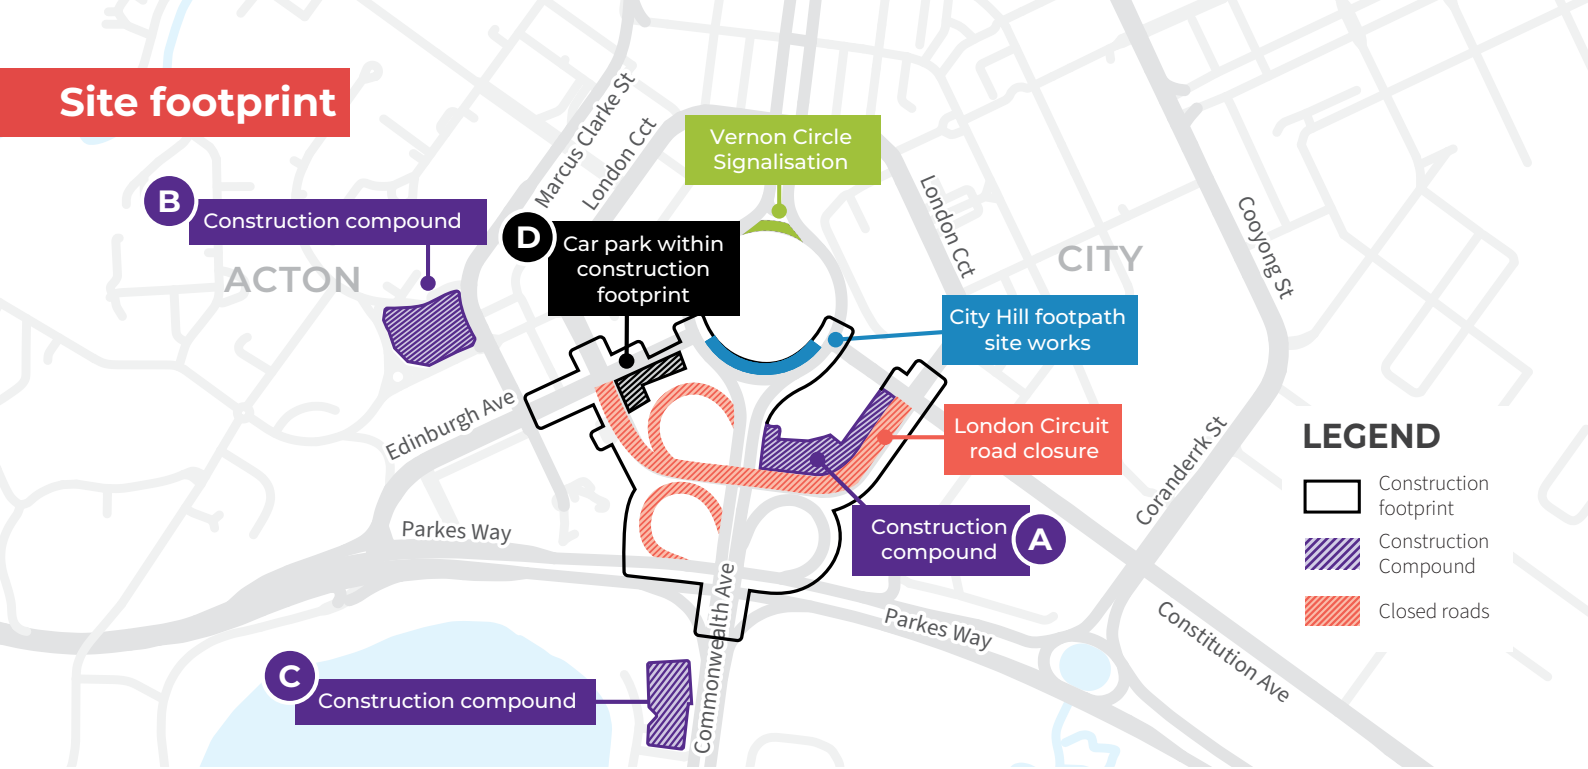 Site footprint
Marcus Clarke St
London Cct
Vernon Circle
Signalisation
B
Construction compound
ACTON
D
Car park within
construction
footprint
London Cct
CITY
Cooyong St
City Hill footpath
site works
Edinburgh Ave
London Circuit
road closure
Coranderrk St
LEGEND
Construction
footprint
Construction
Compound
Closed roads
Parkes Way
Construction
compound
A
Commonwealth Ave
Parkes Way
Constitution Ave
C
Construction compound